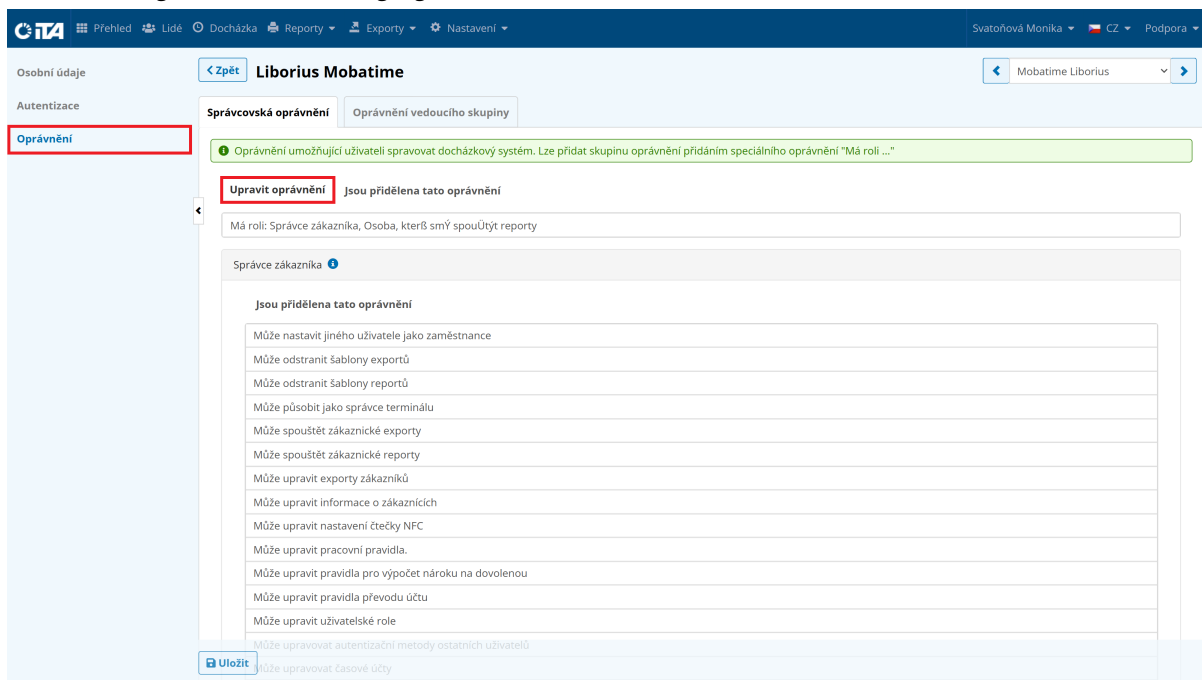 iTA Přehled Lidé Docházka Reporty Exporty Nastavení Svatoňová Monika CZ Podpora
Osobní údaje
Autentizace
Oprávnění
Zpět Liborius Mobatime Mobatime Liborius
Správcovská oprávnění Oprávnění vedoucího skupiny
Oprávnění umožňující uživateli spravovat docházkový systém. Lze přidat skupinu oprávnění přidáním speciálního oprávnění "Má roli ..."
Upravit oprávnění Jsou přidělena tato oprávnění
Má roli: Správce zákazníka, Osoba, kterß smÝ spouÜtýt reporty
Správce zákazníka
Jsou přidělena tato oprávnění
Může nastavit jiného uživatele jako zaměstnance
Může odstranit šablony exportů
Může odstranit šablony reportů
Může působit jako správce terminálu
Může spouštět zákaznické exporty
Může spouštět zákaznické reporty
Může upravit exporty zákazníků
Může upravit informace o zákaznících
Může upravit nastavení čtečky NFC
Může upravit pracovní pravidla.
Může upravit pravidla pro výpočet nároku na dovolenou
Může upravit pravidla převodu účtu
Může upravit uživatelské role
Může upravovat autentizační metody ostatních uživatelů
Uložit
Může upravovat časové účty